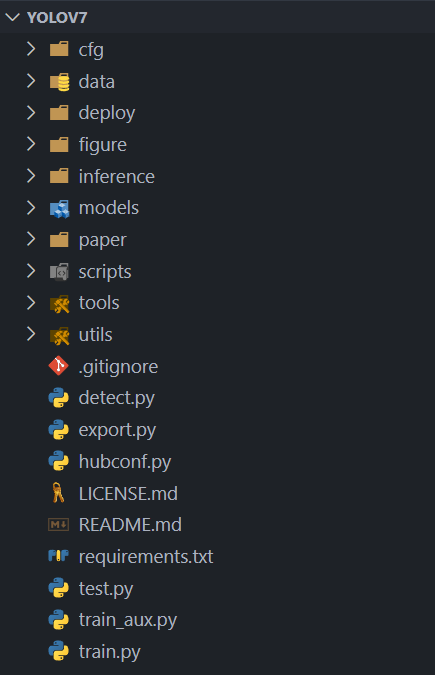 YOLOV7
cfg
data
deploy
figure
inference
models
paper
scripts
tools
utils
.gitignore
detect.py
export.py
hubconf.py
LICENSE.md
README.md
requirements.txt
test.py
train_aux.py
train.py